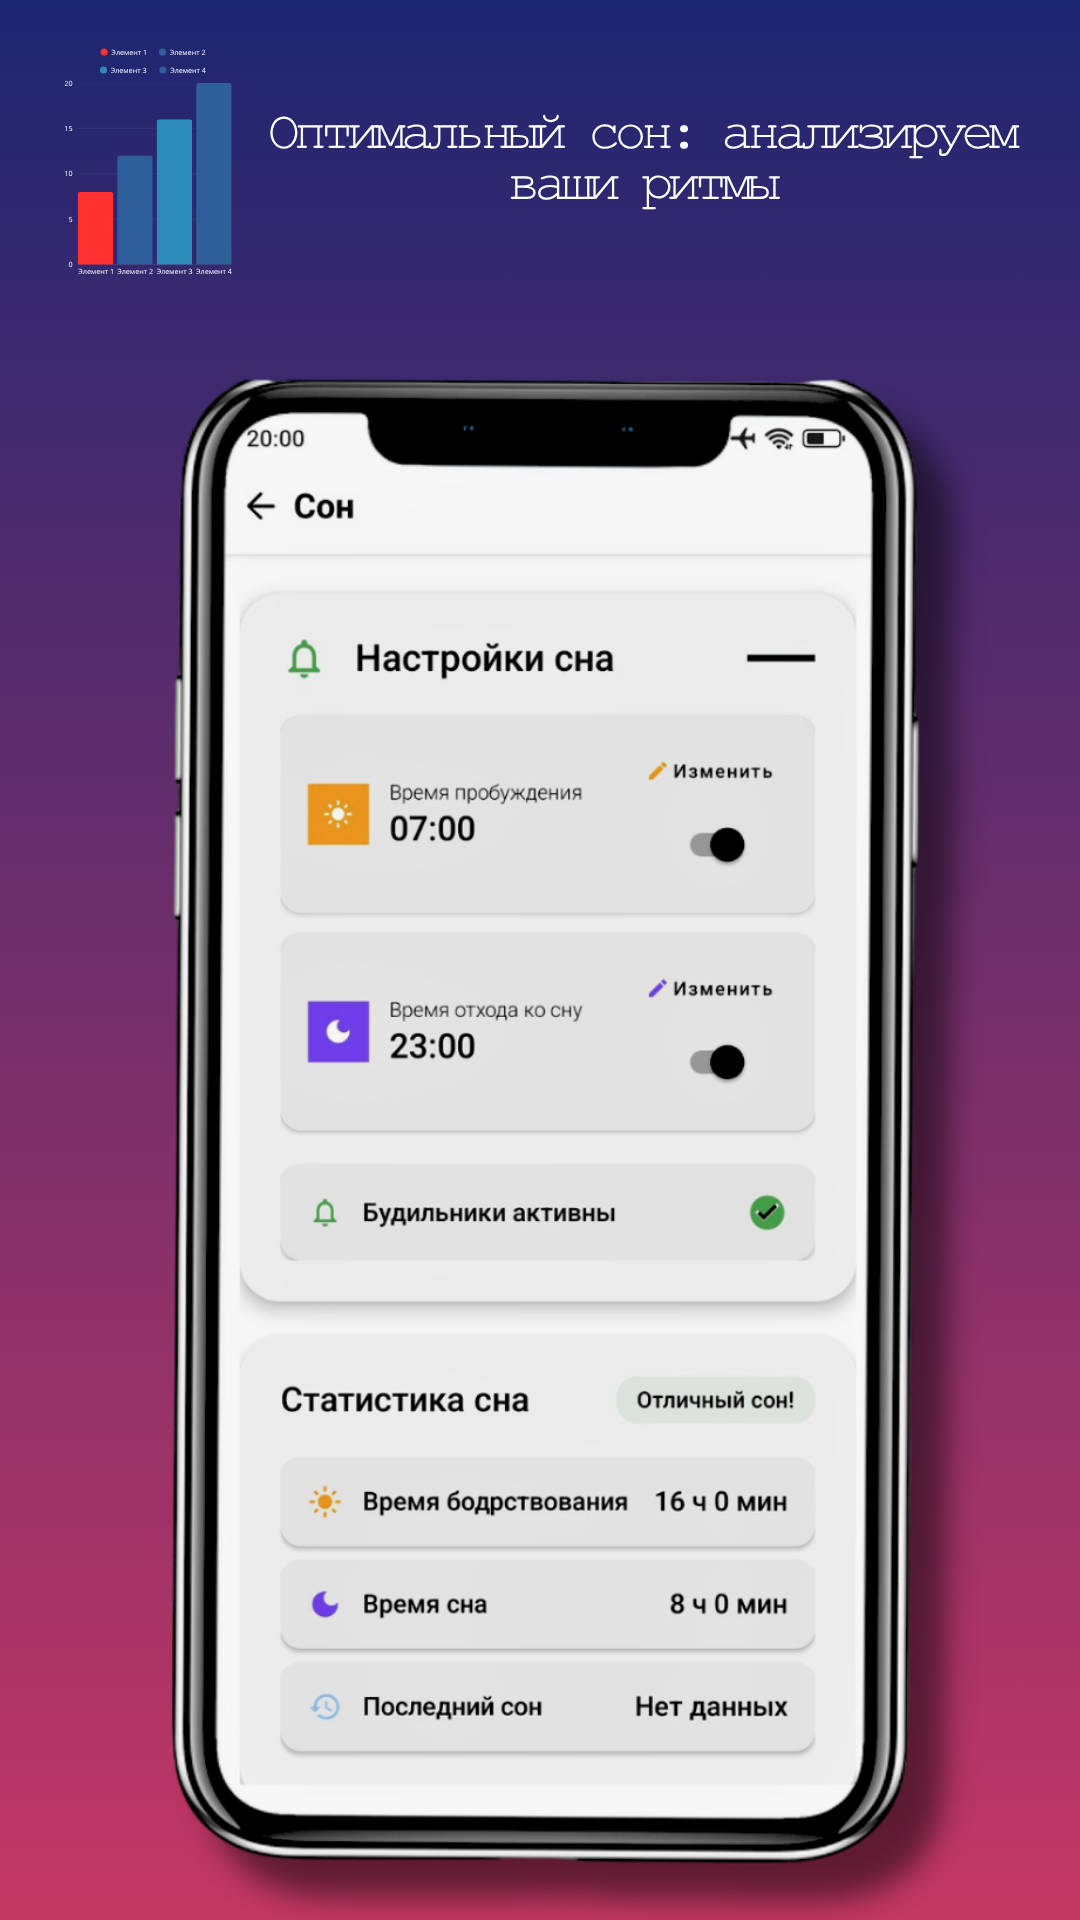 Элемент 1 Элемент 2
Элемент 3 Элемент 4
20
15
10
5
0
Элемент 1 Элемент 2 Элемент 3 Элемент 4
Оптимальный сон: анализируем
ваши ритмы
20:00
Сон
Настройки сна
Изменить
Время пробуждения
07:00
Изменить
Время отхода ко сну
23:00
Будильники активны
Статистика сна Отличный сон!
Время бодрствования 16 ч 0 мин
Время сна 8 ч 0 мин
Последний сон Нет данных